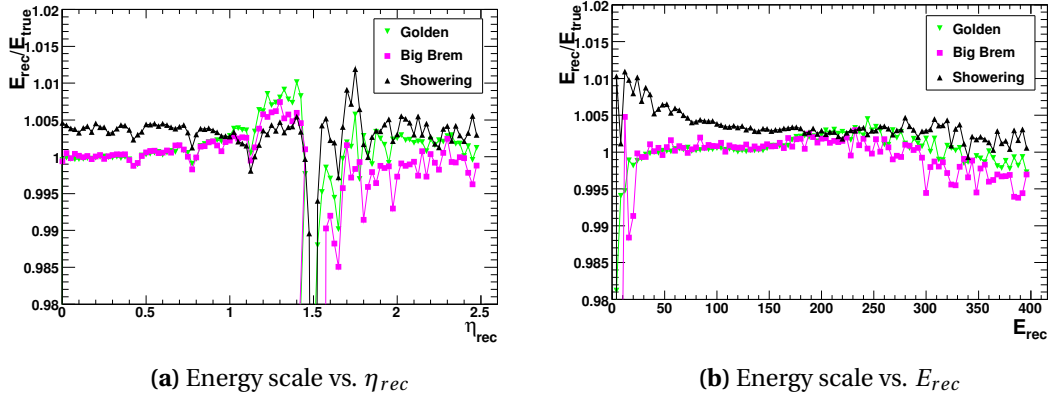 E_rec/E_true
1.02
1.015
1.01
1.005
1
0.995
0.99
0.985
0.98
0
0.5
1
1.5
2
2.5
η_rec
Golden
Big Brem
Showering
(a) Energy scale vs. η_rec
E_rec/E_true
1.02
1.015
1.01
1.005
1
0.995
0.99
0.985
0.98
0
50
100
150
200
250
300
350
400
E_rec
Golden
Big Brem
Showering
(b) Energy scale vs. E_rec